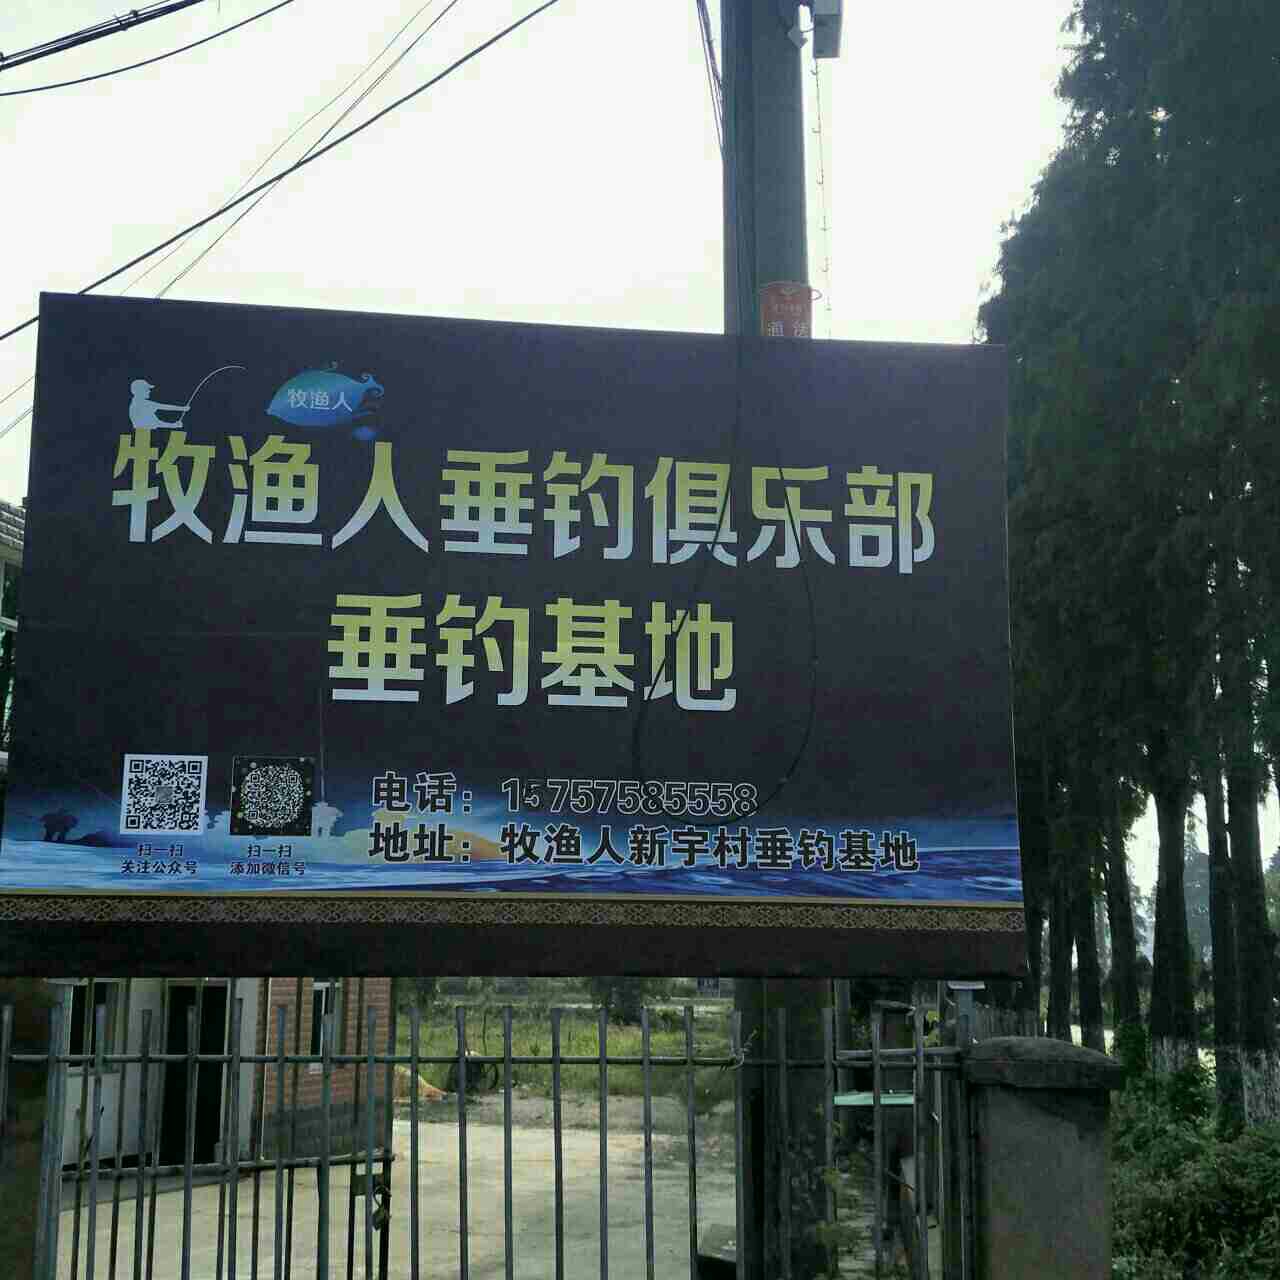 牧渔人
牧渔人垂钓俱乐部
垂钓基地
电话：15757585558
地址：牧渔人新宇村垂钓基地
扫一扫
关注公众号
扫一扫
添加微信号